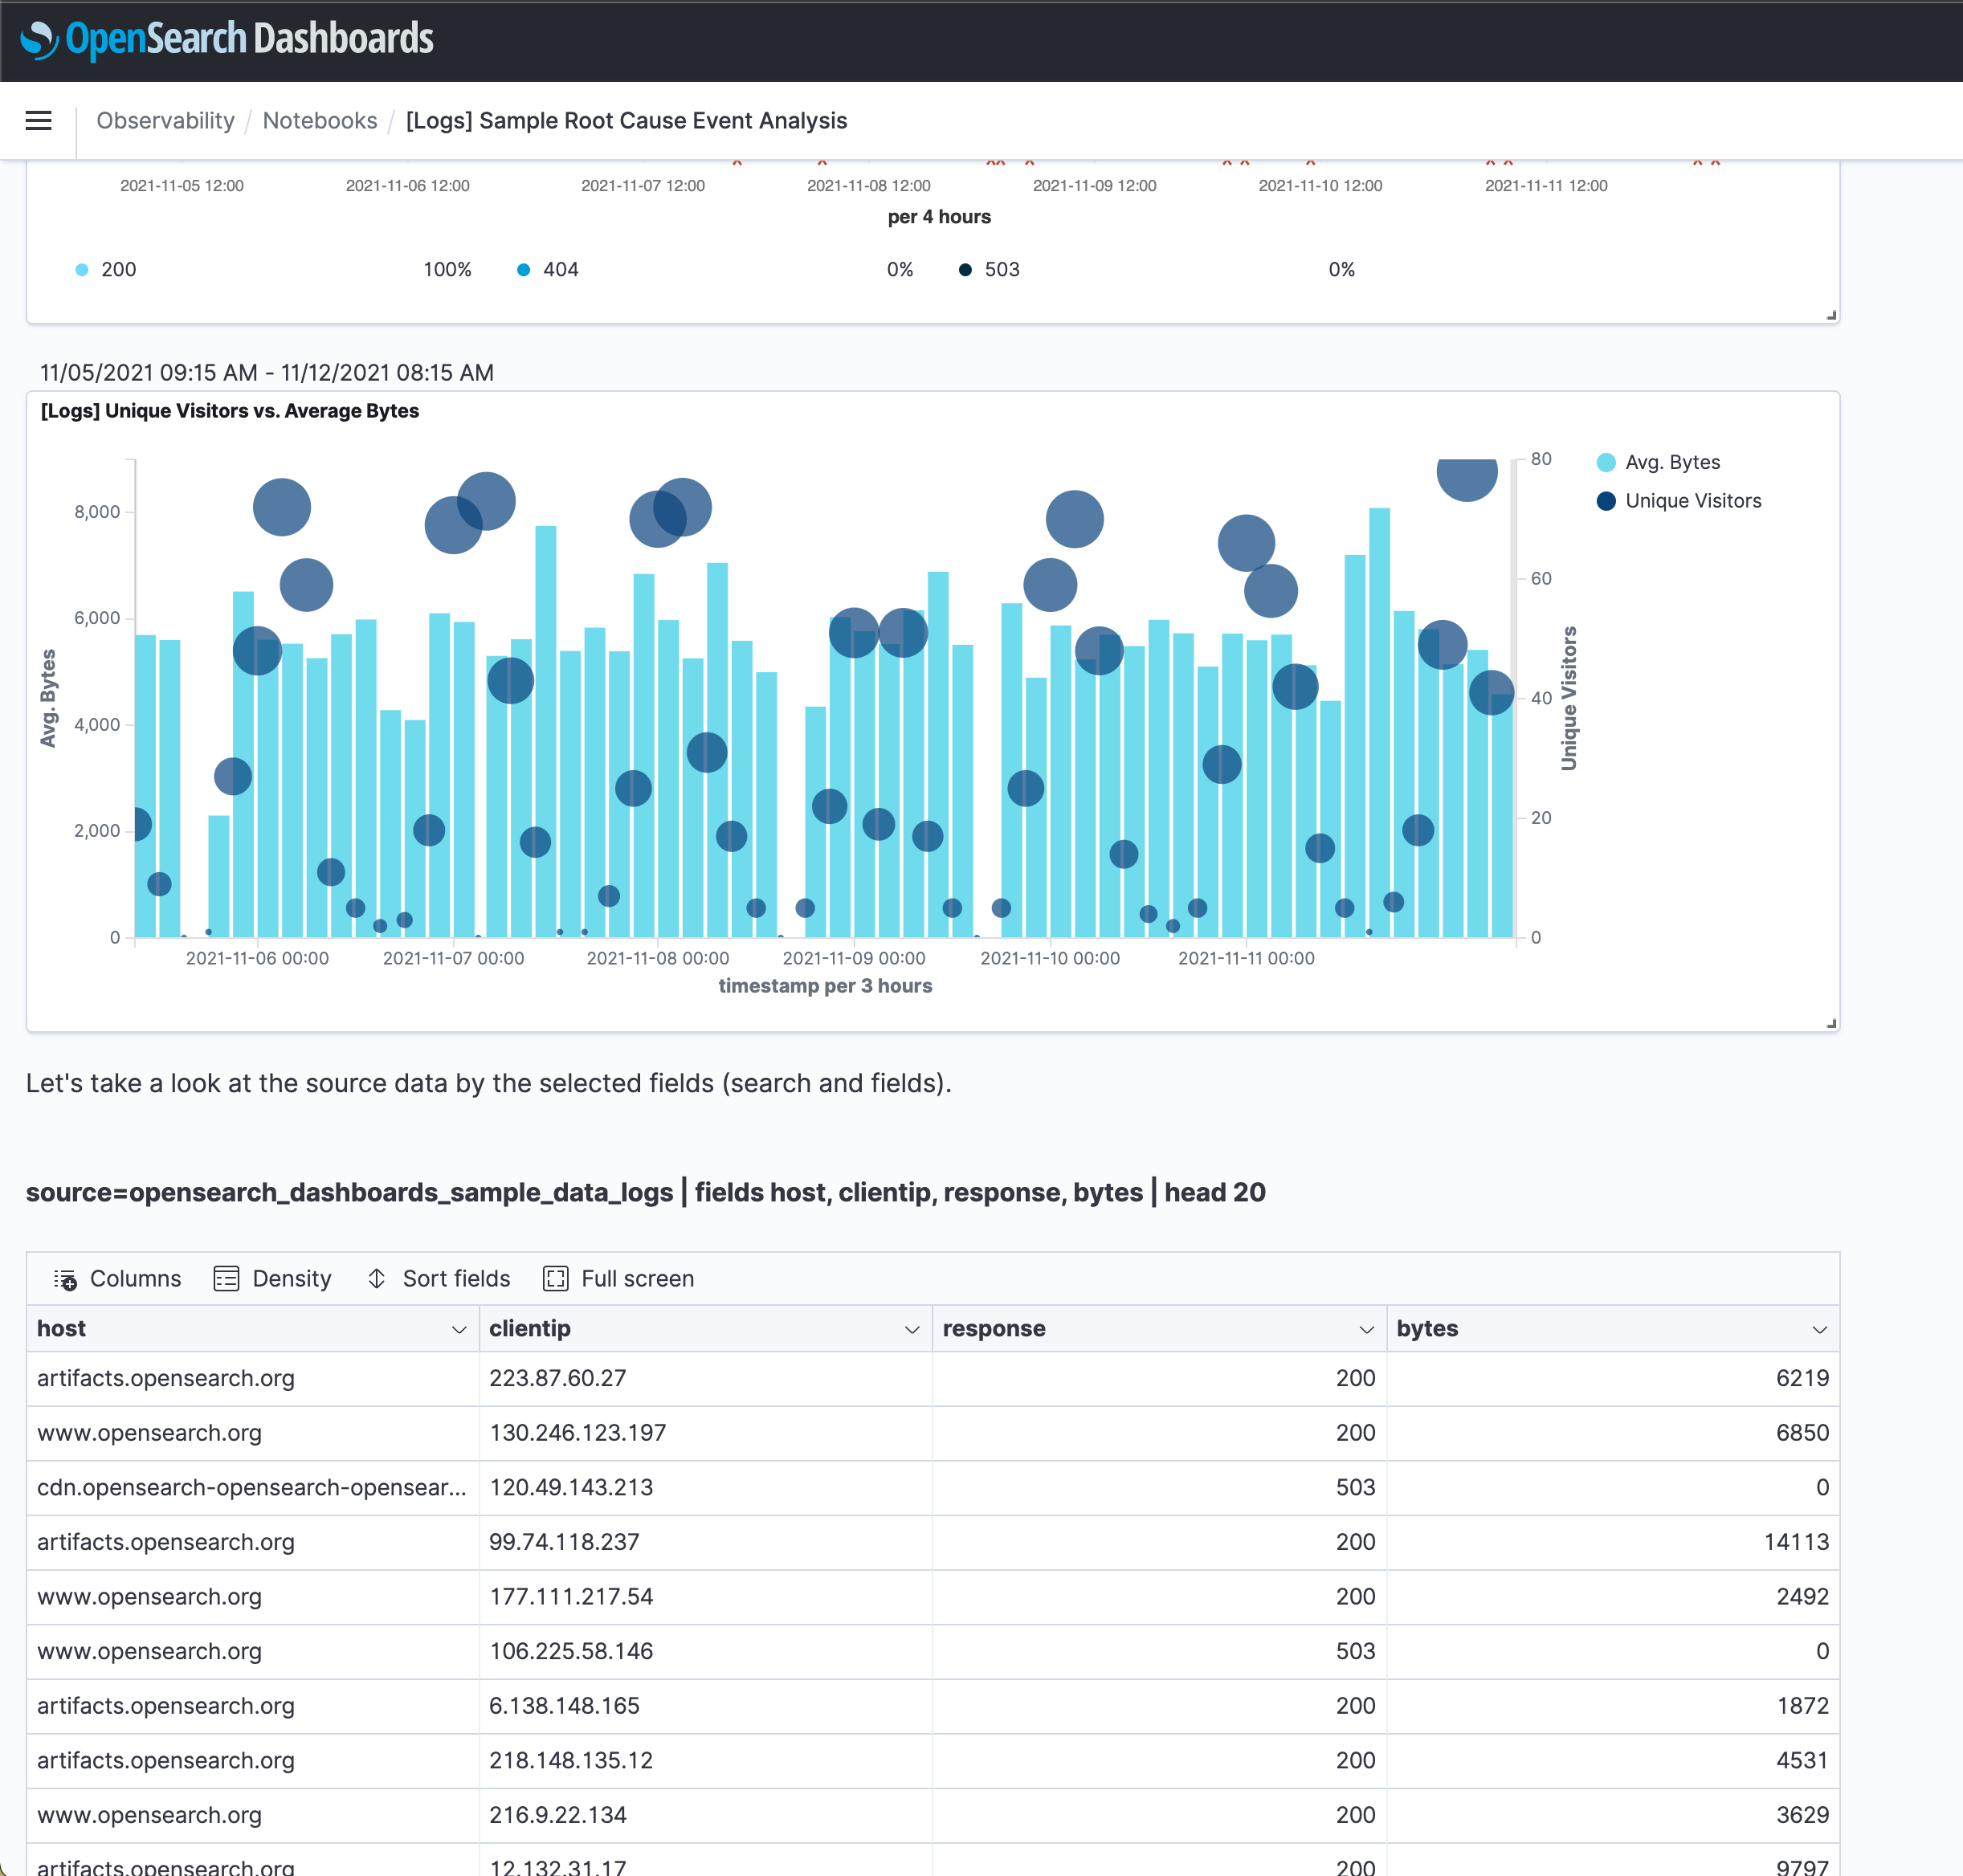 OpenSearch Dashboards
Observability / Notebooks / [Logs] Sample Root Cause Event Analysis
2021-11-05 12:00 2021-11-06 12:00 2021-11-07 12:00 2021-11-08 12:00 2021-11-09 12:00 2021-11-10 12:00 2021-11-11 12:00
per 4 hours
200 100% 404 0% 503 0%
11/05/2021 09:15 AM - 11/12/2021 08:15 AM
[Logs] Unique Visitors vs. Average Bytes
80
Avg. Bytes
Unique Visitors
8,000
60
6,000
Avg. Bytes
Unique Visitors
40
4,000
2,000
20
0
0
2021-11-06 00:00 2021-11-07 00:00 2021-11-08 00:00 2021-11-09 00:00 2021-11-10 00:00 2021-11-11 00:00
timestamp per 3 hours
Let's take a look at the source data by the selected fields (search and fields).
source=opensearch_dashboards_sample_data_logs | fields host, clientip, response, bytes | head 20
Columns Density Sort fields Full screen
host clientip response bytes
artifacts.opensearch.org 223.87.60.27 200 6219
www.opensearch.org 130.246.123.197 200 6850
cdn.opensearch-opensearch-opensear... 120.49.143.213 503 0
artifacts.opensearch.org 99.74.118.237 200 14113
www.opensearch.org 177.111.217.54 200 2492
www.opensearch.org 106.225.58.146 503 0
artifacts.opensearch.org 6.138.148.165 200 1872
artifacts.opensearch.org 218.148.135.12 200 4531
www.opensearch.org 216.9.22.134 200 3629
artifacts.opensearch.org 12.132.31.17 200 9797